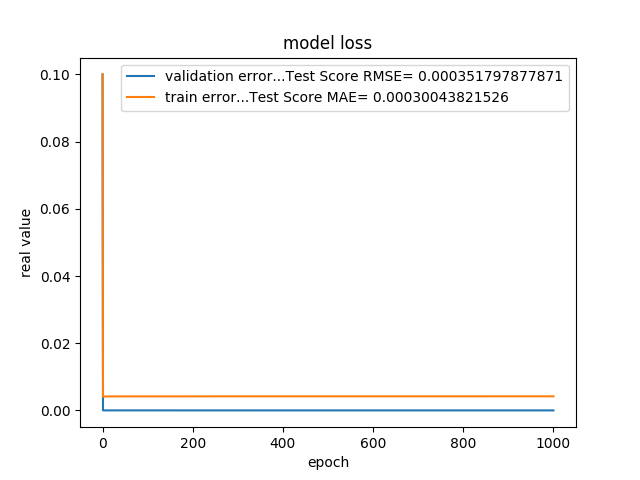 model loss
validation error...Test Score RMSE= 0.000351797877871
train error...Test Score MAE= 0.00030043821526
0.10
0.08
0.06
0.04
0.02
0.00
real value
0 200 400 600 800 1000
epoch